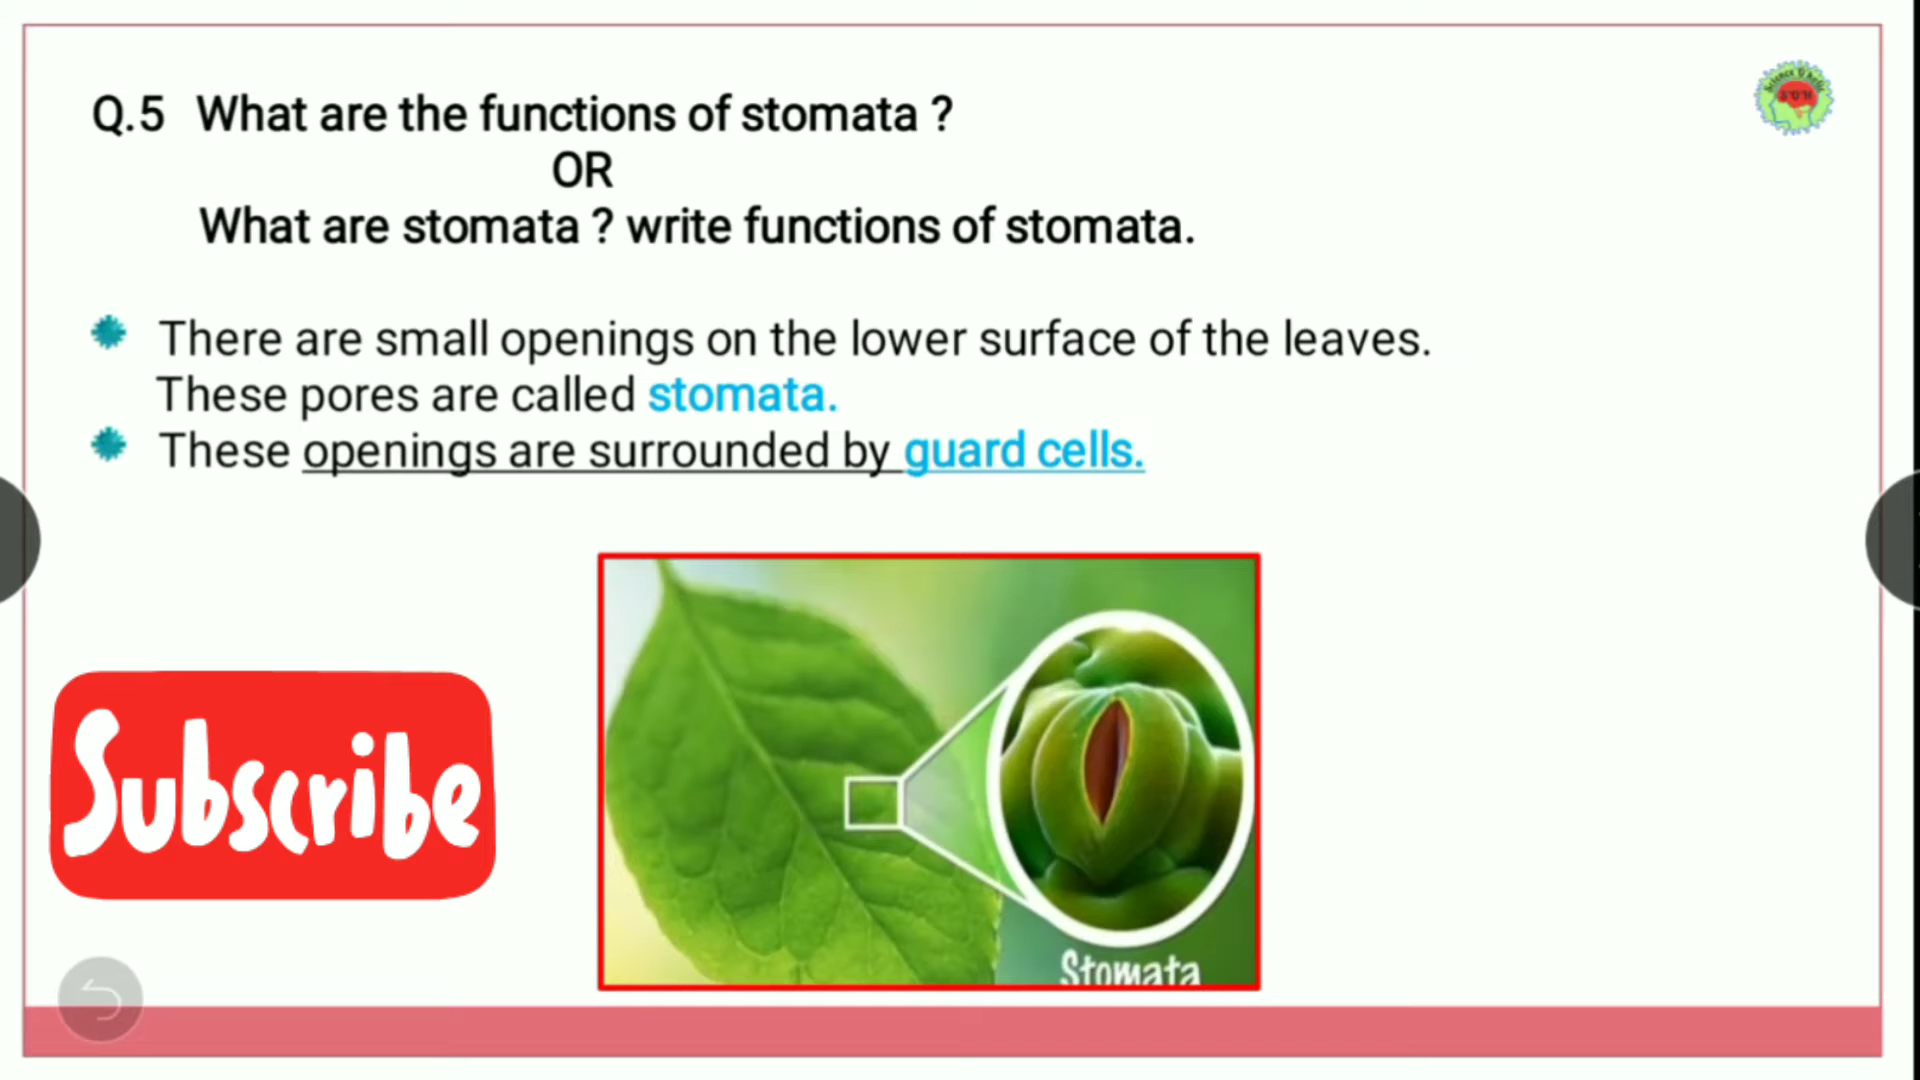 Q.5 What are the functions of stomata ?
OR
What are stomata ? write functions of stomata.
There are small openings on the lower surface of the leaves.
These pores are called stomata.
These openings are surrounded by guard cells.
Subscribe
Stomata